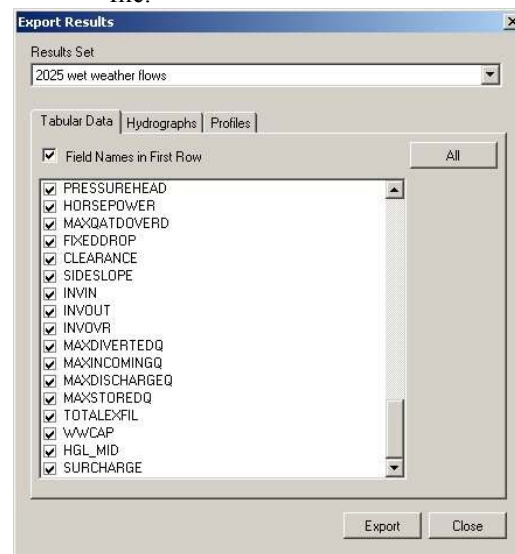 file.
Export Results
Results Set
2025 wet weather flows
Tabular Data Hydrographs Profiles
Field Names in First Row All
PRESSUREHEAD
HORSEPOWER
MAXQATDOVERD
FIXEDDROP
CLEARANCE
SIDESLOPE
INVIN
INVOUT
INVOVR
MAXDIVERTEDQ
MAXINCOMINGQ
MAXDISCHARGEQ
MAXSTOREDQ
TOTALEXFIL
WWCAP
HGL_MID
SURCHARGE
Export Close